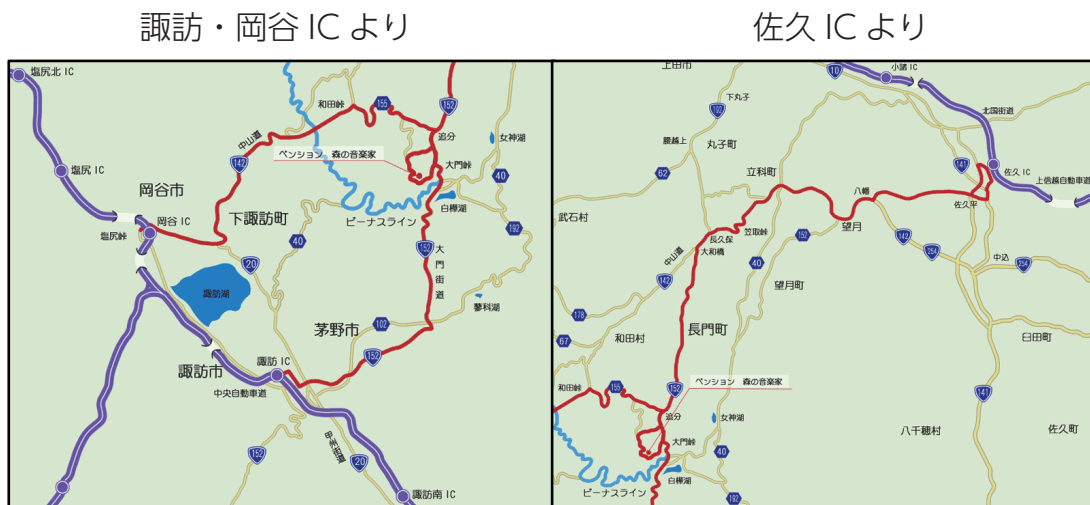 諏訪・岡谷 IC より
佐久 IC より
塩尻北 IC
和田峠
155
152
追分
女神湖
中山道
ペンション 森の音楽家
大門峠
142
塩尻 IC
40
岡谷市
白樺湖
下諏訪町
ビーナスライン
岡谷 IC
192
塩尻峠
40
152
大門街道
20
諏訪湖
蓼科湖
茅野市
102
152
諏訪 IC
諏訪市
中央自動車道
甲州街道
152
20
諏訪南 IC
上田市
10
小諸 IC
下丸子
192
北国街道
腰越上
丸子町
141
佐久 IC
62
立科町
上信越自動車道
八幡
佐久平
武石村
笠取峠
望月
長久保
152
大和橋
142
中山道
254
中込
40
254
142
望月町
178
長門町
和田村
67
臼田町
ペンション 森の音楽家
和田峠
155
152
141
追分
女神湖
八千穂村
佐久町
大門峠
40
白樺湖
ビーナスライン
192